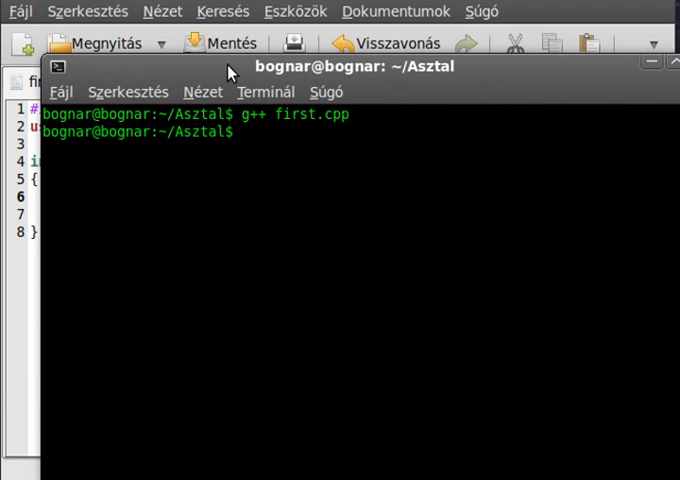 Fájl Szerkesztés Nézet Keresés Eszközök Dokumentumok Súgó
Megnyitás Mentés Visszavonás
bognar@bognar: ~/Asztal
Fájl Szerkesztés Nézet Terminál Súgó
bognar@bognar:~/Asztal$ g++ first.cpp
bognar@bognar:~/Asztal$
1 #
2 u
3
4 i
5 {
6
7
8 }